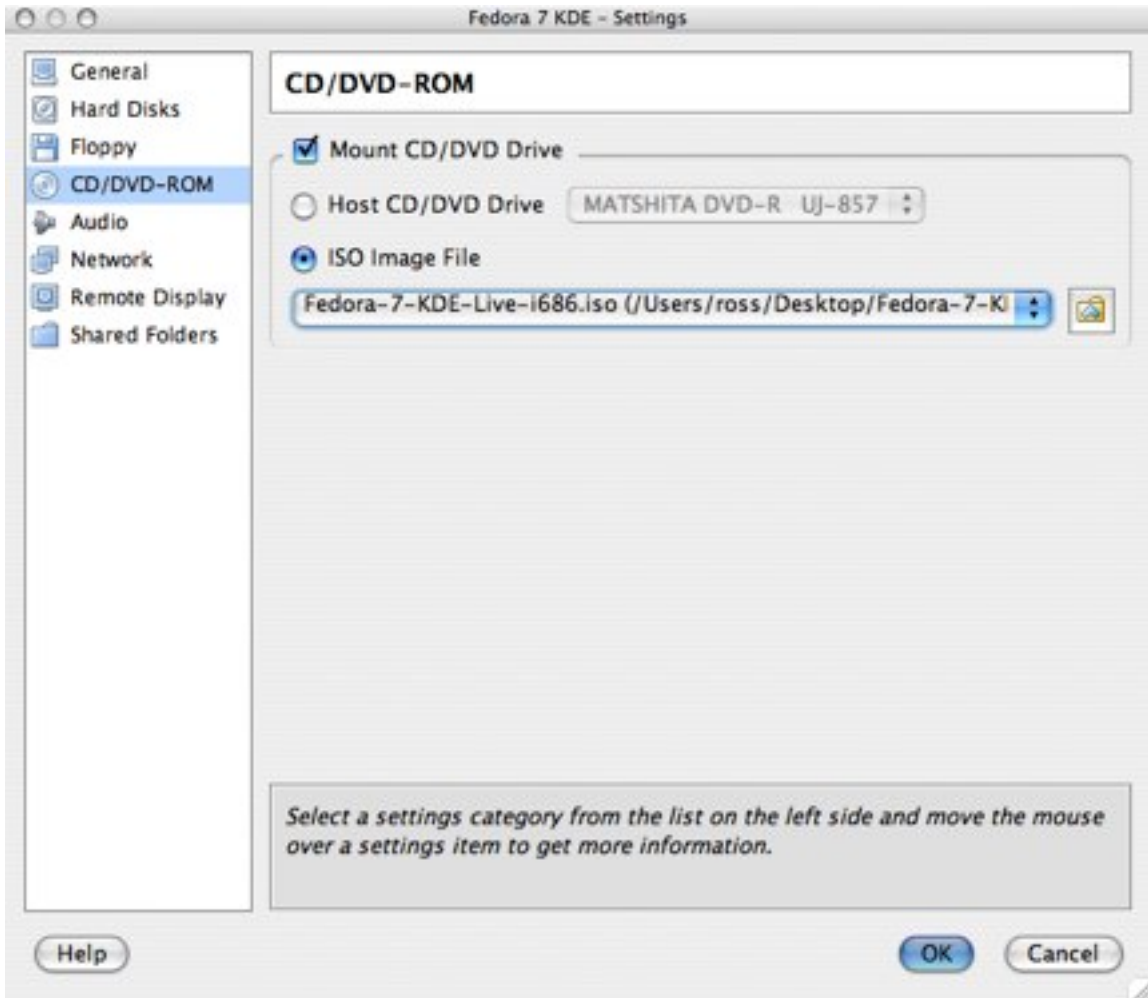 Fedora 7 KDE - Settings
General
Hard Disks
Floppy
CD/DVD-ROM
Audio
Network
Remote Display
Shared Folders
CD/DVD-ROM
Mount CD/DVD Drive
Host CD/DVD Drive MATSHITA DVD-R UJ-857
ISO Image File
Fedora-7-KDE-Live-i686.iso (/Users/ross/Desktop/Fedora-7-K
Select a settings category from the list on the left side and move the mouse
over a settings item to get more information.
Help OK Cancel